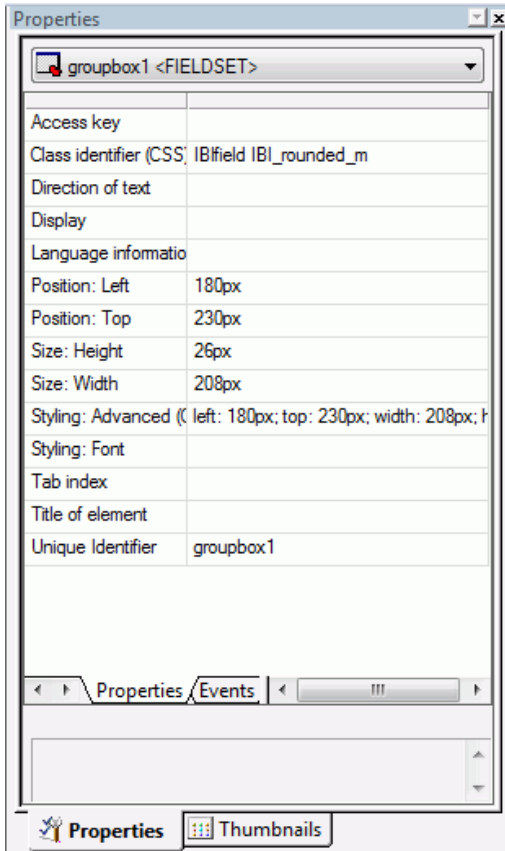 Properties
groupbox1 <FIELDSET>
Access key
Class identifier (CSS) IBIfield IBI_rounded_m
Direction of text
Display
Language informatio
Position: Left 180px
Position: Top 230px
Size: Height 26px
Size: Width 208px
Styling: Advanced (C left: 180px; top: 230px; width: 208px; h
Styling: Font
Tab index
Title of element
Unique Identifier groupbox1
Properties Events
Properties Thumbnails